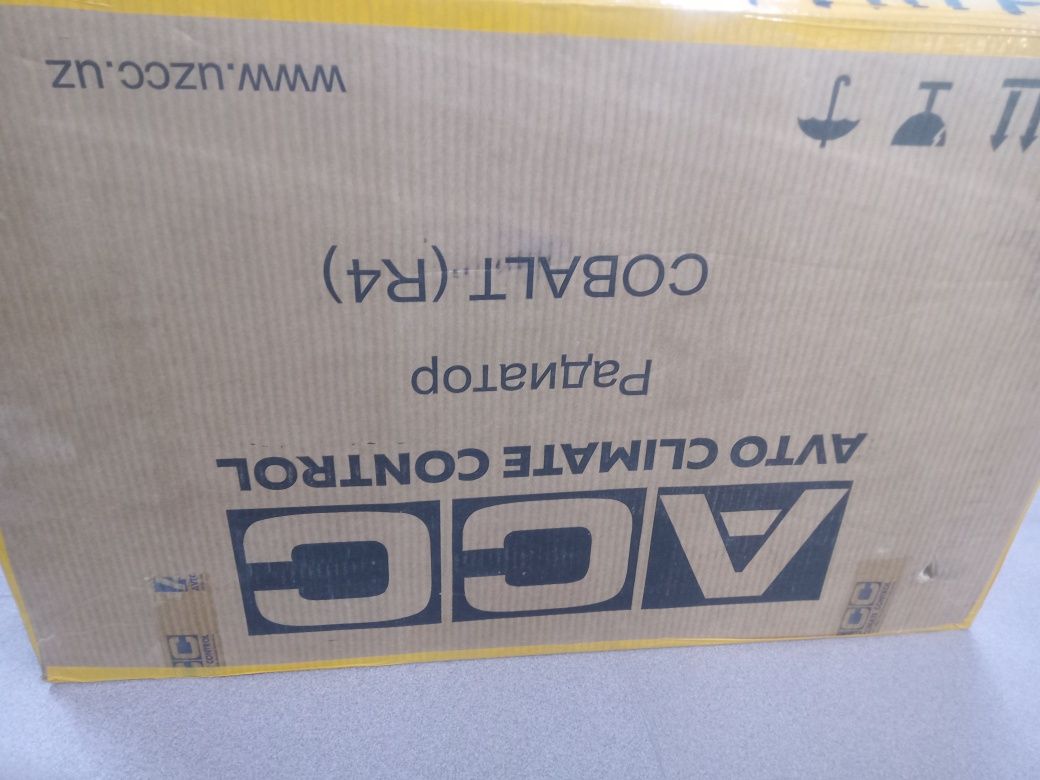 ACC
AVTO CLIMATE CONTROL
Радиатор
COBALT (R4)
www.uzcc.uz